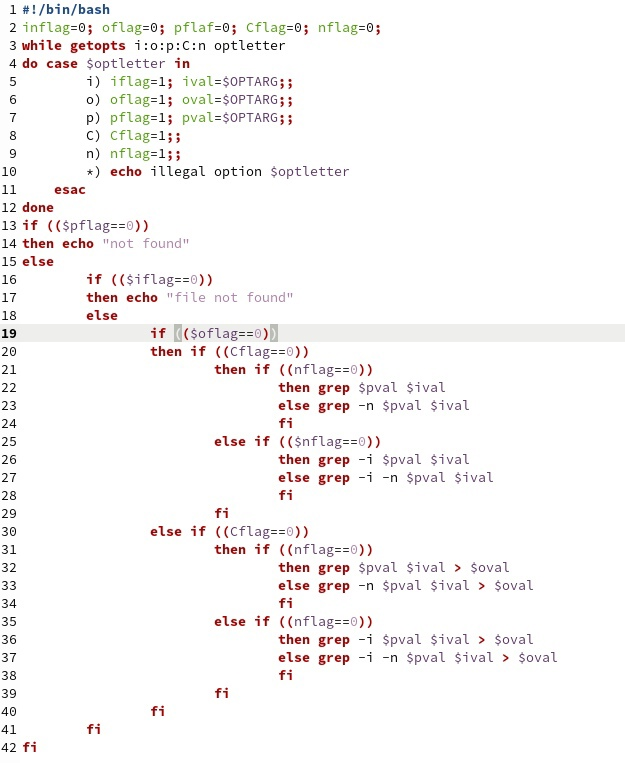 1 #!/bin/bash
2 inflag=0; oflag=0; pflaf=0; Cflag=0; nflag=0;
3 while getopts i:o:p:C:n optletter
4 do case $optletter in
5         i) iflag=1; ival=$OPTARG;;
6         o) oflag=1; oval=$OPTARG;;
7         p) pflag=1; pval=$OPTARG;;
8         C) Cflag=1;;
9         n) nflag=1;;
10         *) echo illegal option $optletter
11     esac
12 done
13 if (($pflag==0))
14 then echo "not found"
15 else
16         if (($iflag==0))
17         then echo "file not found"
18         else
19                 if (($oflag==0))
20                 then if ((Cflag==0))
21                         then if ((nflag==0))
22                                 then grep $pval $ival
23                                 else grep -n $pval $ival
24                                 fi
25                         else if (($nflag==0))
26                                 then grep -i $pval $ival
27                                 else grep -i -n $pval $ival
28                                 fi
29                         fi
30                 else if ((Cflag==0))
31                         then if ((nflag==0))
32                                 then grep $pval $ival > $oval
33                                 else grep -n $pval $ival > $oval
34                                 fi
35                         else if ((nflag==0))
36                                 then grep -i $pval $ival > $oval
37                                 else grep -i -n $pval $ival > $oval
38                                 fi
39                         fi
40                 fi
41         fi
42 fi